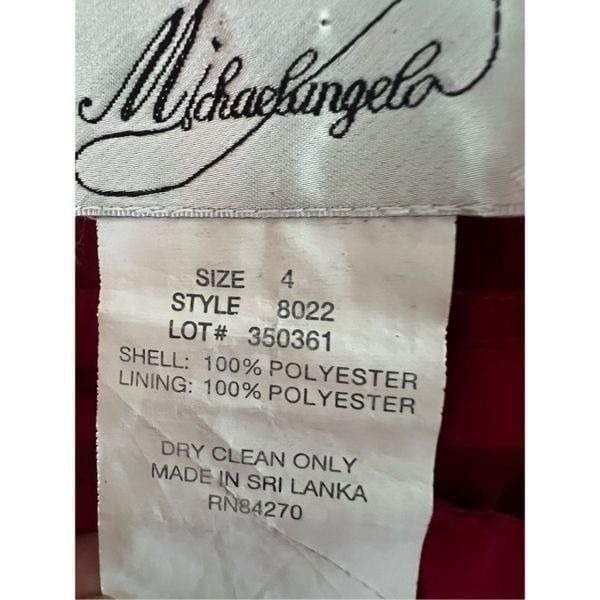 Michaelangelo
SIZE 4
STYLE 8022
LOT# 350361
SHELL: 100% POLYESTER
LINING: 100% POLYESTER
DRY CLEAN ONLY
MADE IN SRI LANKA
RN84270